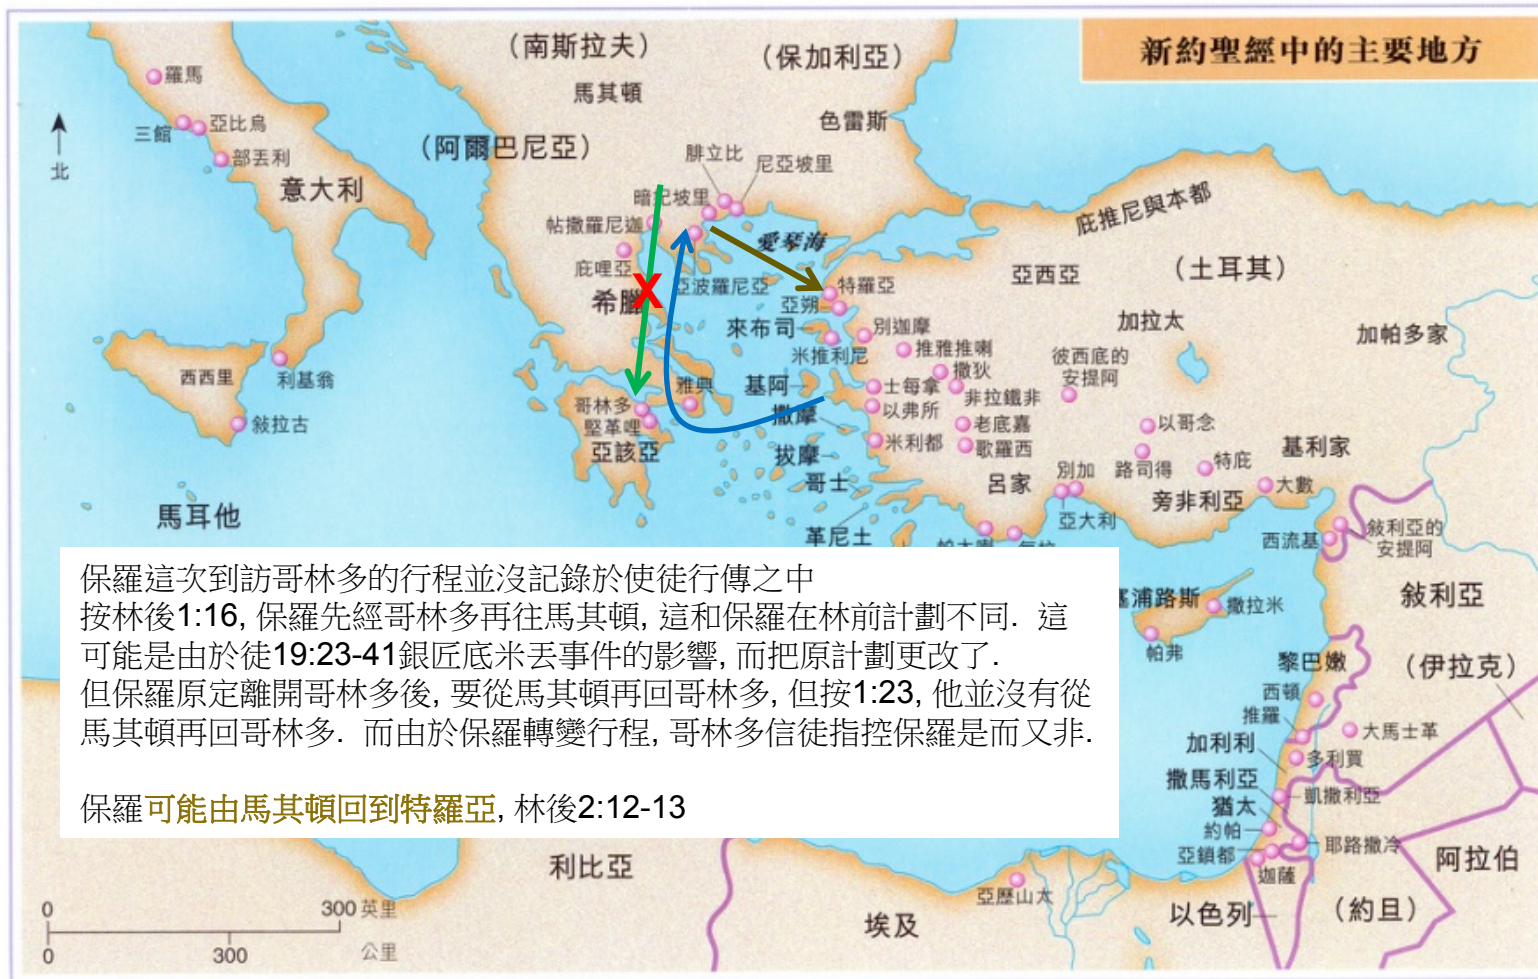 新約聖經中的主要地方
（南斯拉夫）
（保加利亞）
馬其頓
色雷斯
羅馬
三館
亞比烏
部丟利
北
（阿爾巴尼亞）
意大利
腓立比
尼亞坡里
暗妃坡里
帖撒羅尼迦
庇哩亞
愛琴海
庇推尼與本都
亞波羅尼亞
希臘
特羅亞
亞朔
亞西亞
（土耳其）
來布司
別迦摩
加拉太
加帕多家
米推利尼
推雅推喇
撒狄
彼西底的
安提阿
西西里
利基翁
敍拉古
雅典
基阿
士每拿
非拉鐵非
以弗所
哥林多
堅革哩
亞該亞
撒摩
老底嘉
以哥念
米利都
歌羅西
拔摩
別加
路司得
特庇
基利家
哥士
呂家
旁非利亞
大數
亞大利
馬耳他
革尼土
西流基
敍利亞的
安提阿
保羅這次到訪哥林多的行程並沒記錄於使徒行傳之中
按林後1:16, 保羅先經哥林多再往馬其頓, 這和保羅在林前計劃不同. 這
可能是由於徒19:23-41銀匠底米丟事件的影響, 而把原計劃更改了.
但保羅原定離開哥林多後, 要從馬其頓再回哥林多, 但按1:23, 他並沒有從
馬其頓再回哥林多. 而由於保羅轉變行程, 哥林多信徒指控保羅是而又非.
保羅可能由馬其頓回到特羅亞, 林後2:12-13
塞浦路斯
撒拉米
帕弗
敍利亞
黎巴嫩
（伊拉克）
西頓
推羅
大馬士革
加利利
多利買
撒馬利亞
凱撒利亞
猶太
約帕
耶路撒冷
亞鎖都
迦薩
阿拉伯
利比亞
亞歷山太
埃及
以色列
（約旦）
0 300 英里
0 300 公里